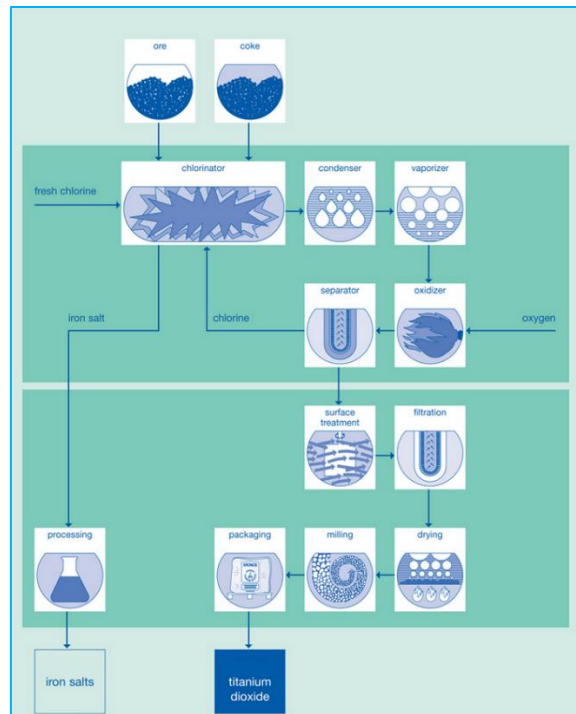 ore
coke
chlorinator
condenser
vaporizer
fresh chlorine
separator
oxidizer
iron salt
chlorine
oxygen
surface
treatment
filtration
processing
packaging
milling
drying
iron salts
titanium
dioxide